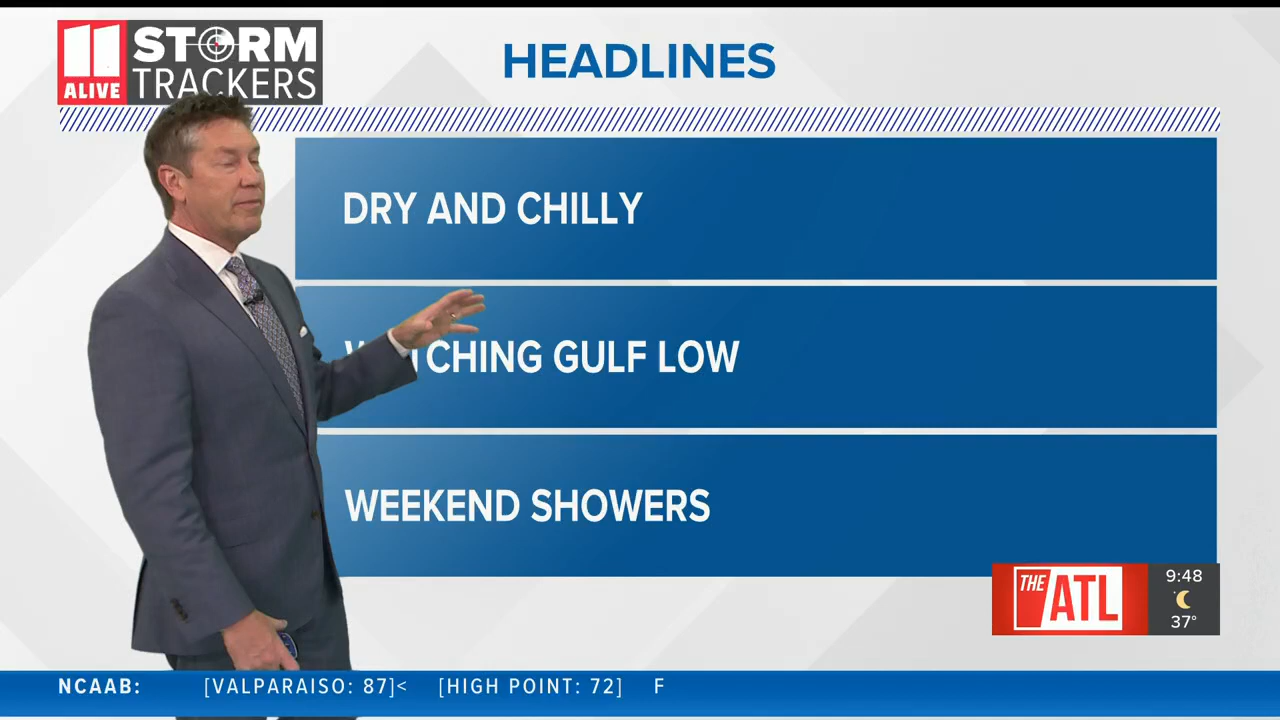 11
ALIVE
STORM
TRACKERS
HEADLINES
DRY AND CHILLY
GULF LOW
WEEKEND SHOWERS
THE
ATL
9:48
37°
NCAAB: [VALPARAISO: 87]< [HIGH POINT: 72] F